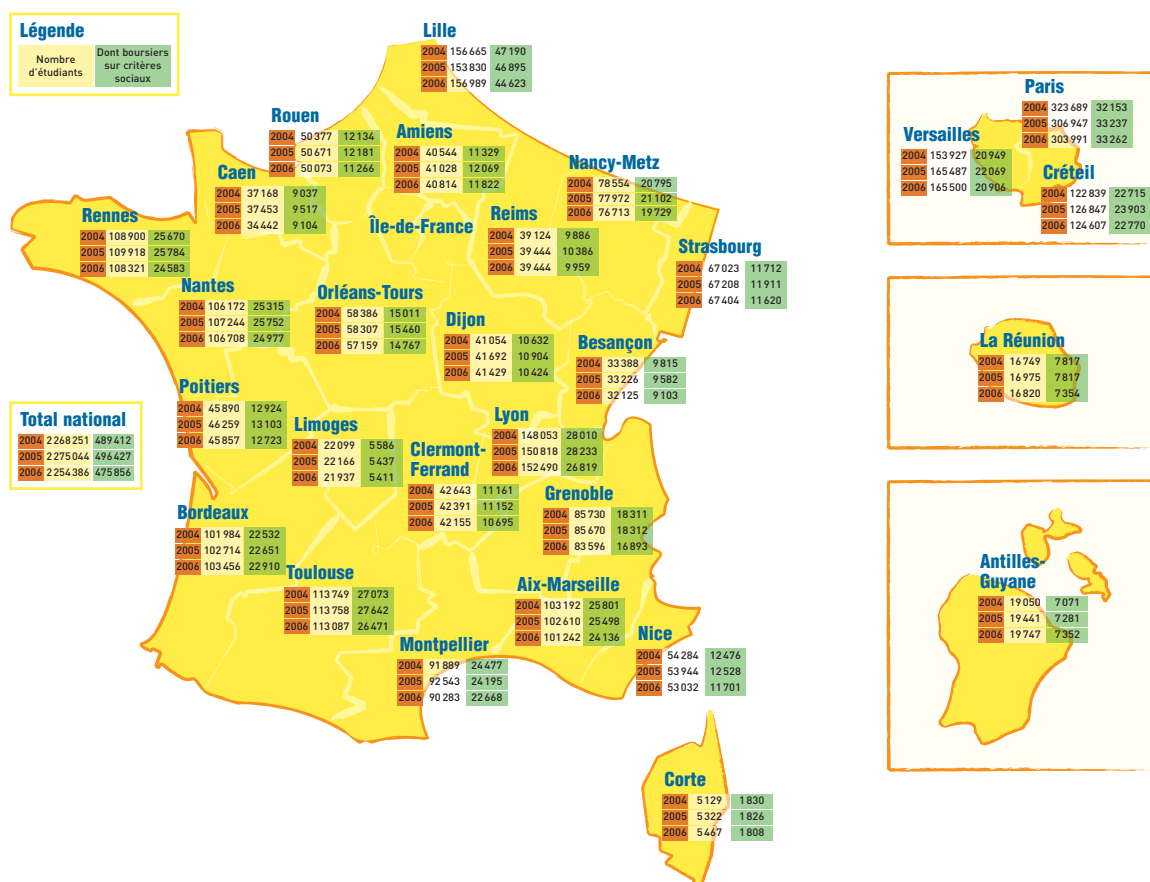 Légende
Nombre
d'étudiants
Dont boursiers
sur critères
sociaux
Lille
2004 156 665 47 190
2005 153 830 46 895
2006 156 989 44 623
Rouen
2004 50 377 12 134
2005 50 671 12 181
2006 50 073 11 266
Amiens
2004 40 544 11 329
2005 41 028 12 069
2006 40 814 11 822
Nancy-Metz
2004 78 554 20 795
2005 77 972 21 102
2006 76 713 19 729
Caen
2004 37 168 9 037
2005 37 453 9 517
2006 34 442 9 104
Rennes
2004 108 900 25 670
2005 109 918 25 784
2006 108 321 24 583
Île-de-France
Reims
2004 39 124 9 886
2005 39 444 10 386
2006 39 444 9 959
Strasbourg
2004 67 023 11 712
2005 67 208 11 911
2006 67 404 11 620
Nantes
2004 106 172 25 315
2005 107 244 25 752
2006 106 708 24 977
Orléans-Tours
2004 58 386 15 011
2005 58 307 15 460
2006 57 159 14 767
Dijon
2004 41 054 10 632
2005 41 692 10 904
2006 41 429 10 424
Besançon
2004 33 388 9 815
2005 33 226 9 582
2006 32 125 9 103
Poitiers
2004 45 890 12 924
2005 46 259 13 103
2006 45 857 12 723
Total national
2004 2 268 251 489 412
2005 2 275 044 496 427
2006 2 254 386 475 856
Limoges
2004 22 099 5 586
2005 22 166 5 437
2006 21 937 5 411
Lyon
2004 148 053 28 010
2005 150 818 28 233
2006 152 490 26 819
Clermont-
Ferrand
2004 42 643 11 161
2005 42 391 11 152
2006 42 155 10 695
Grenoble
2004 85 730 18 311
2005 85 670 18 312
2006 83 596 16 893
Bordeaux
2004 101 984 22 532
2005 102 714 22 651
2006 103 456 22 910
Toulouse
2004 113 749 27 073
2005 113 758 27 642
2006 113 087 26 471
Aix-Marseille
2004 103 192 25 801
2005 102 610 25 498
2006 101 242 24 136
Montpellier
2004 91 889 24 477
2005 92 543 24 195
2006 90 283 22 668
Nice
2004 54 284 12 476
2005 53 944 12 528
2006 53 032 11 701
Corte
2004 5 129 1 830
2005 5 322 1 826
2006 5 467 1 808
Paris
2004 323 689 32 153
2005 306 947 33 237
2006 303 991 33 262
Versailles
2004 153 927 20 949
2005 165 487 22 069
2006 165 500 20 906
Créteil
2004 122 839 22 715
2005 126 847 23 903
2006 124 607 22 770
La Réunion
2004 16 749 7 817
2005 16 975 7 817
2006 16 820 7 354
Antilles-
Guyane
2004 19 050 7 071
2005 19 441 7 281
2006 19 747 7 352